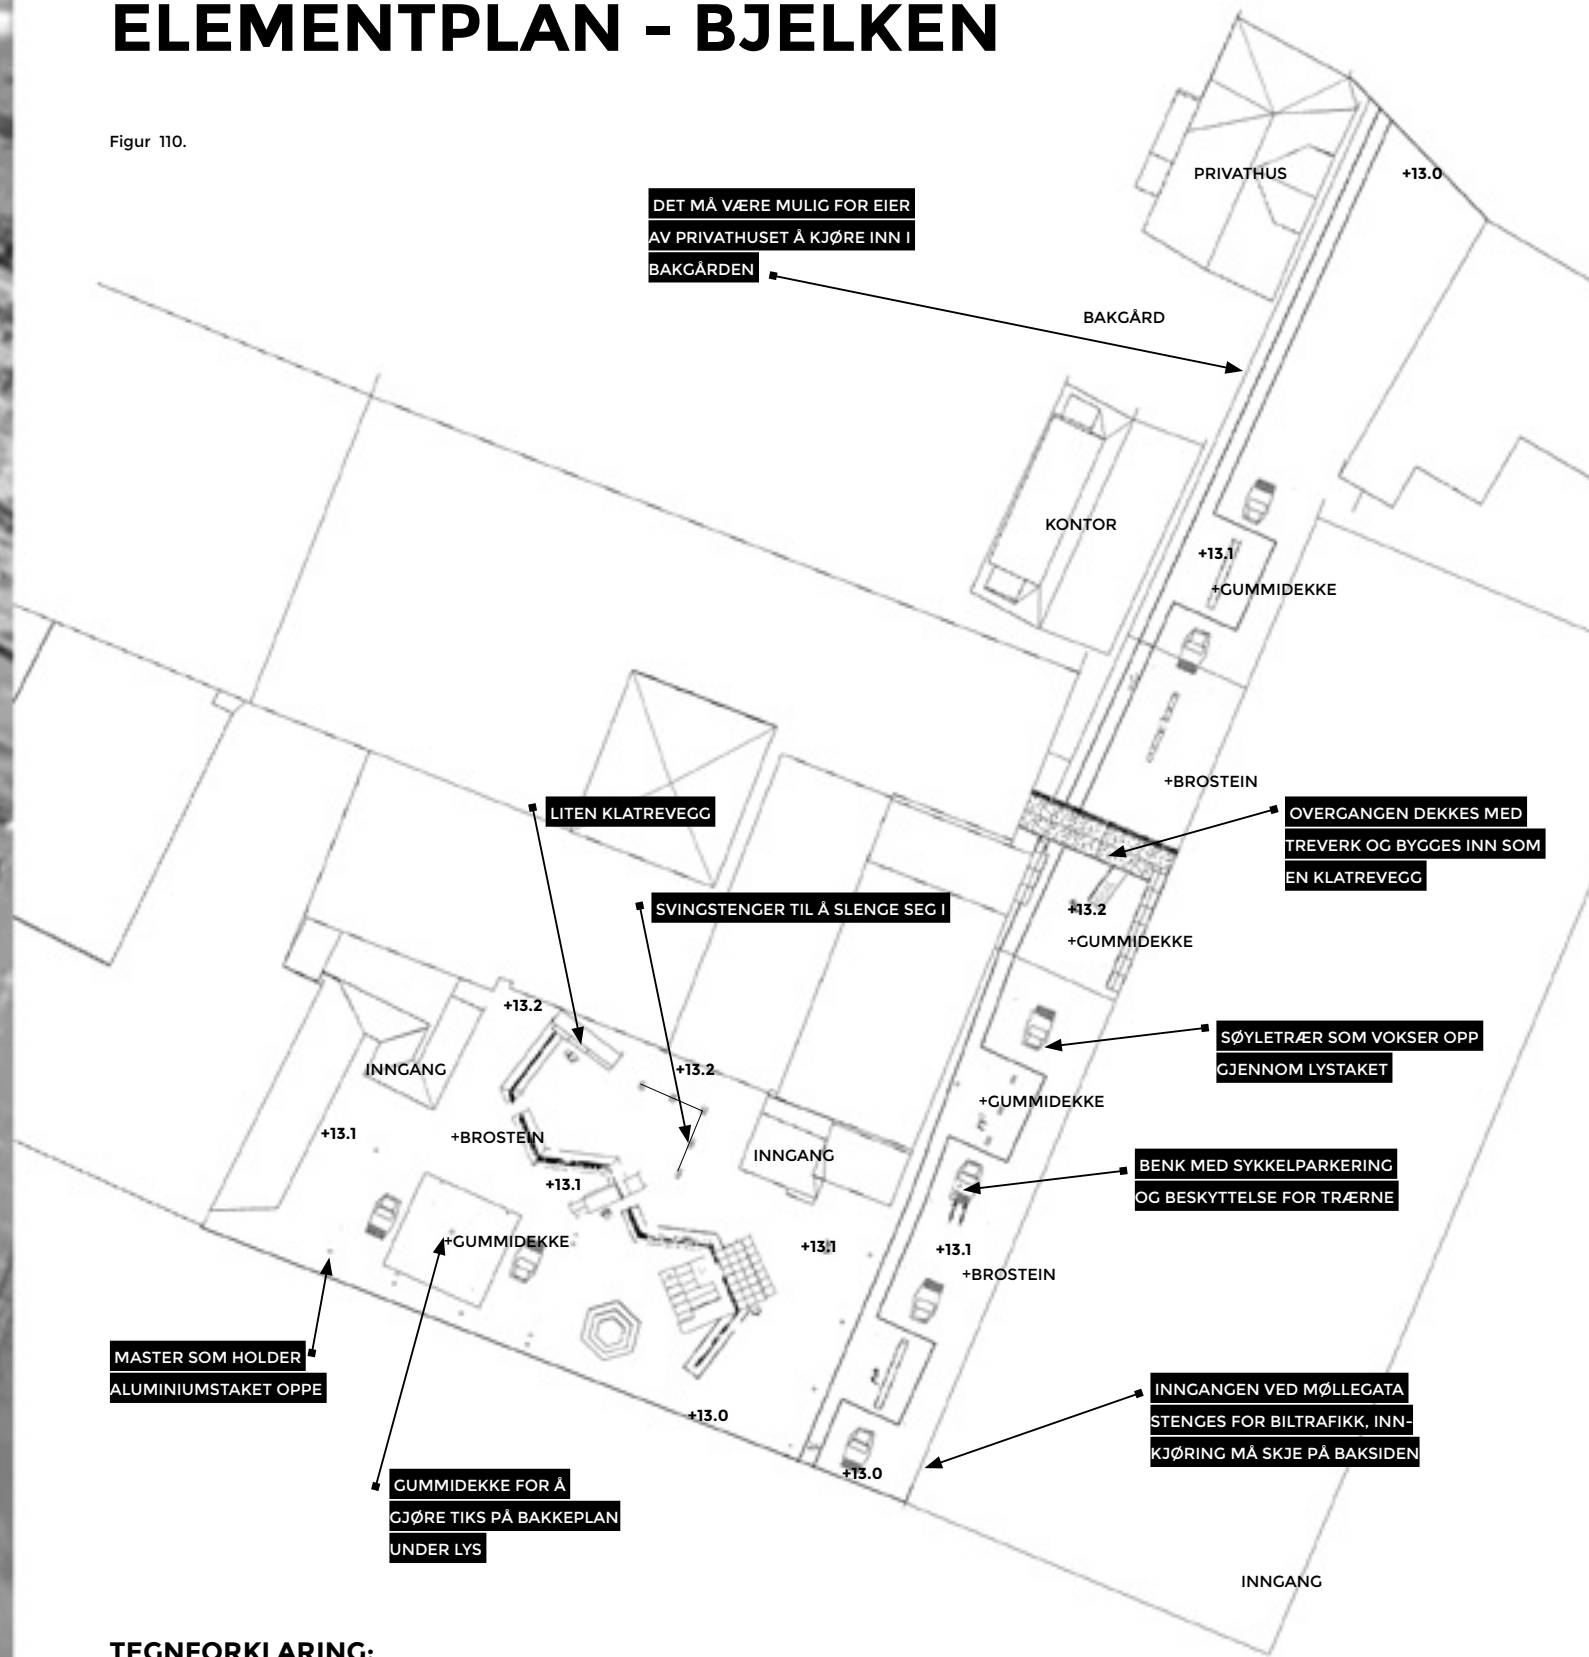 ELEMENTPLAN - BJELKEN
Figur 110.
PRIVATHUS
+13.0
DET MÅ VÆRE MULIG FOR EIER
AV PRIVATHUSET Å KJØRE INN I
BAKGÅRDEN
BAKGÅRD
KONTOR
+13.1
+GUMMIDEKKE
+BROSTEIN
LITEN KLATREVEGG
OVERGANGEN DEKKES MED
TREVERK OG BYGGES INN SOM
EN KLATREVEGG
SVINGSTENGER TIL Å SLENGE SEG I
+13.2
+GUMMIDEKKE
+13.2
SØYLETRÆR SOM VOKSER OPP
GJENNOM LYSTAKET
INNGANG
+13.2
+GUMMIDEKKE
+13.1
+BROSTEIN
INNGANG
BENK MED SYKKELPARKERING
OG BESKYTTELSE FOR TRÆRNE
+13.1
+GUMMIDEKKE
+13.1
+13.1
+BROSTEIN
MASTER SOM HOLDER
ALUMINIUMSTAKET OPPE
INNGANGEN VED MØLLEGATA
STENGES FOR BILTRAFIKK, INN-
KJØRING MÅ SKJE PÅ BAKSIDEN
+13.0
+13.0
GUMMIDEKKE FOR Å
GJØRE TIKS PÅ BAKKEPLAN
UNDER LYS
INNGANG
TEGNFORKLARING: